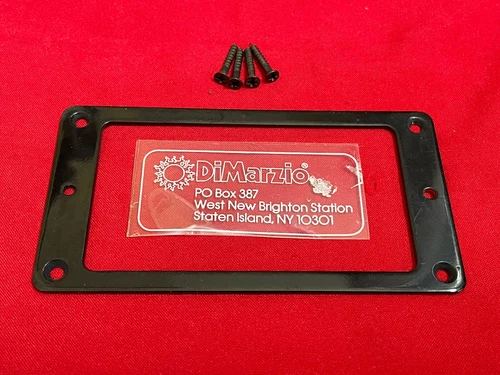 DiMarzio®
PO Box 387
West New Brighton Station
Staten Island, NY 10301